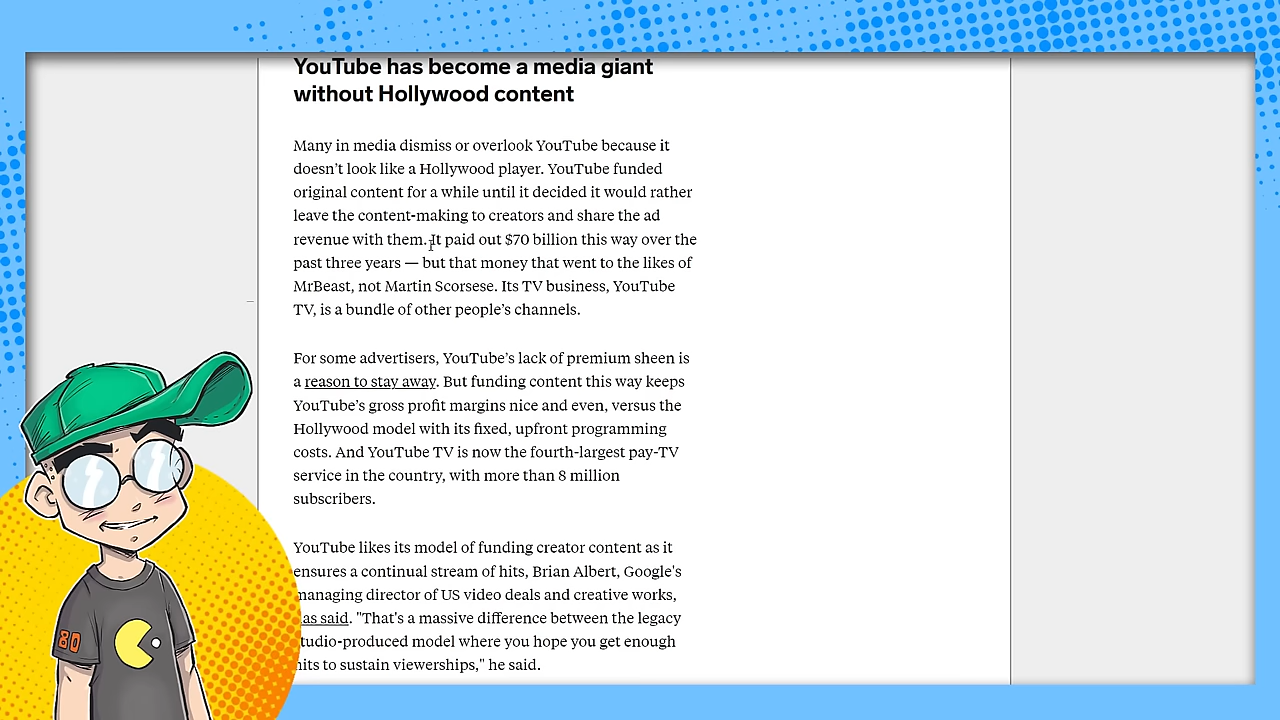 YouTube has become a media giant
without Hollywood content
Many in media dismiss or overlook YouTube because it
doesn't look like a Hollywood player. YouTube funded
original content for a while until it decided it would rather
leave the content-making to creators and share the ad
revenue with them. It paid out $70 billion this way over the
past three years — but that money that went to the likes of
MrBeast, not Martin Scorsese. Its TV business, YouTube
TV, is a bundle of other people's channels.
For some advertisers, YouTube's lack of premium sheen is
a reason to stay away. But funding content this way keeps
YouTube's gross profit margins nice and even, versus the
Hollywood model with its fixed, upfront programming
costs. And YouTube TV is now the fourth-largest pay-TV
service in the country, with more than 8 million
subscribers.
YouTube likes its model of funding creator content as it
ensures a continual stream of hits, Brian Albert, Google's
managing director of US video deals and creative works,
has said. "That's a massive difference between the legacy
studio-produced model where you hope you get enough
hits to sustain viewerships," he said.
80